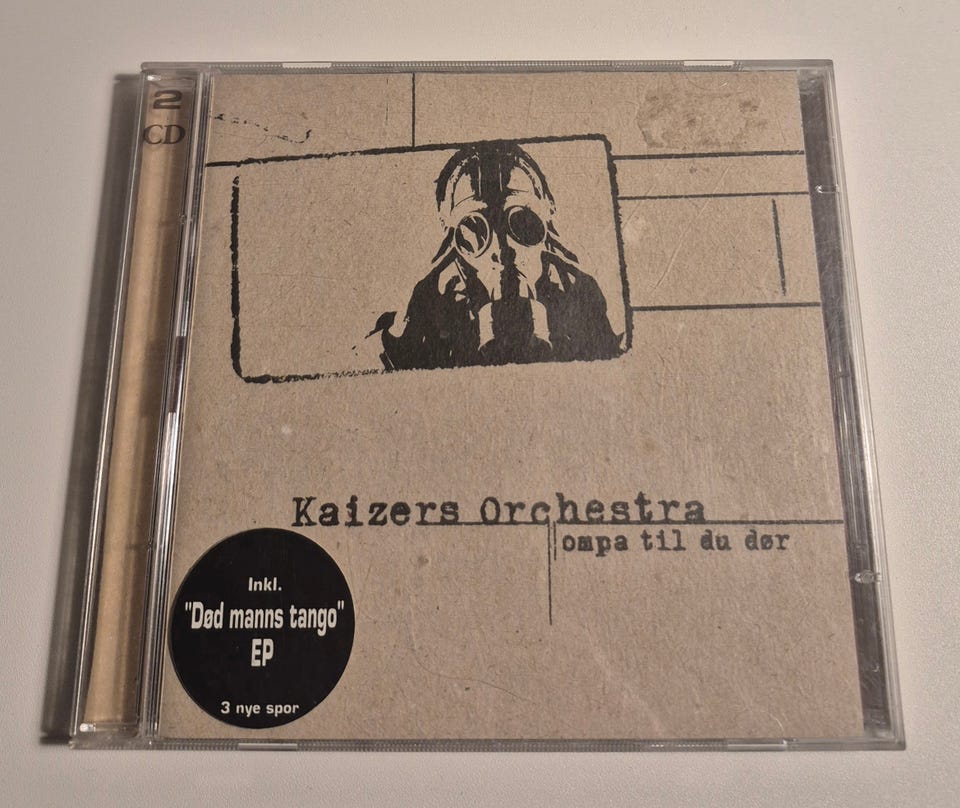 2
CD
Kaizers Orchestra
ompa til du dør
Inkl.
"Død manns tango"
EP
3 nye spor